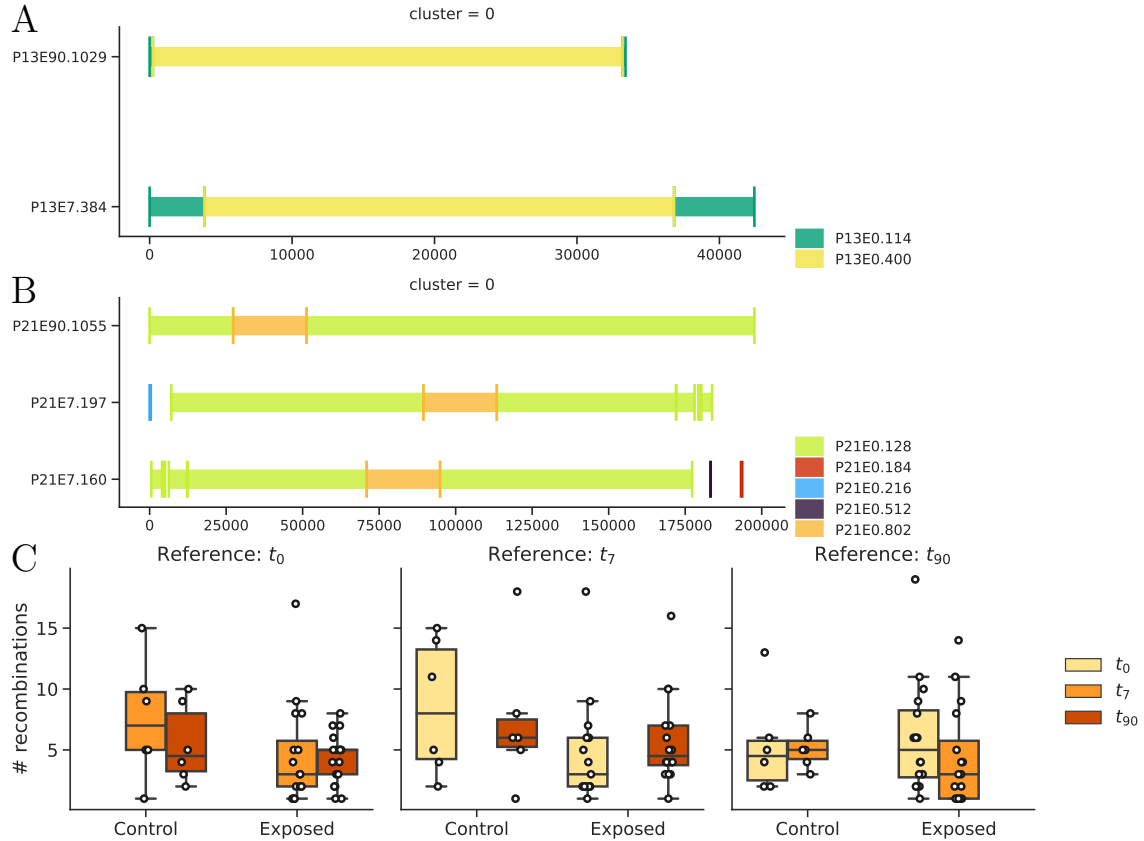 A
cluster = 0
P13E90.1029
P13E7.384
0 10000 20000 30000 40000
P13E0.114
P13E0.400
B
cluster = 0
P21E90.1055
P21E7.197
P21E7.160
0 25000 50000 75000 100000 125000 150000 175000 200000
P21E0.128
P21E0.184
P21E0.216
P21E0.512
P21E0.802
C
Reference: t0 Reference: t7 Reference: t90
# recombinations
15
10
5
Control Exposed Control Exposed Control Exposed
t0
t7
t90